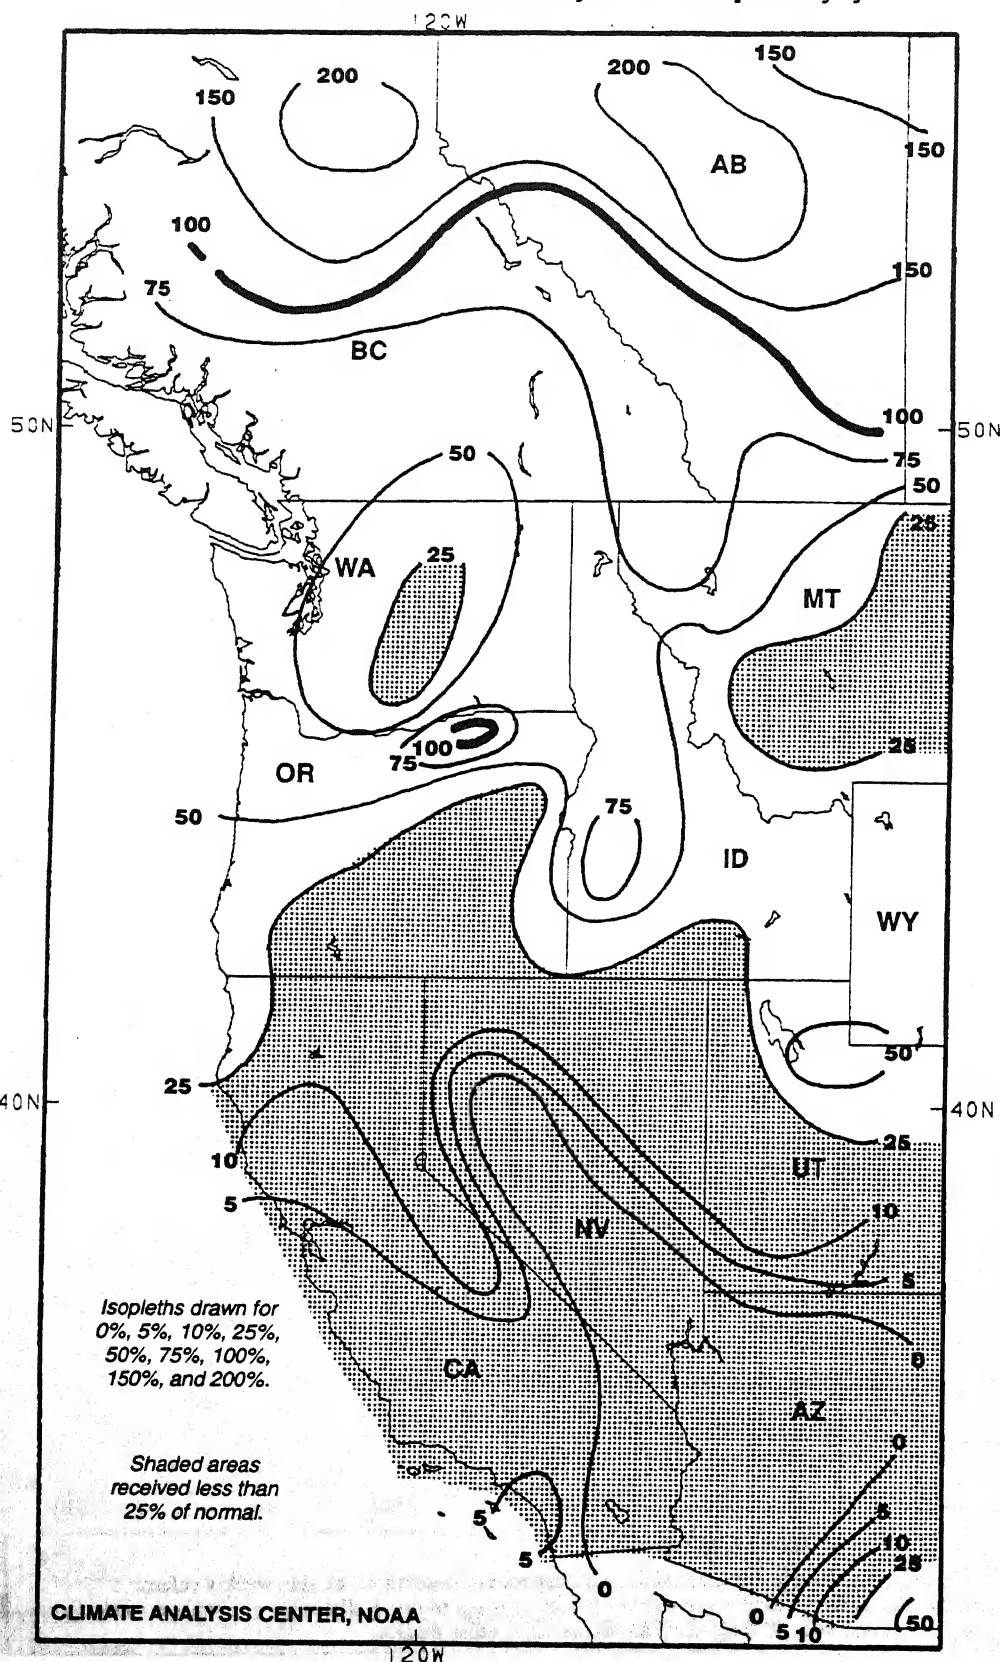 120W
200
200
150
150
150
AB
100
150
75
BC
100
50N
50N
75
50
50
25
25
WA
MT
100
75
25
OR
50
75
ID
WY
50
25
40N
40N
25
10
UT
5
10
NV
5
Isopleths drawn for
0%, 5%, 10%, 25%,
50%, 75%, 100%,
150%, and 200%.
0
CA
AZ
0
Shaded areas
received less than
25% of normal.
5
5
10
5
25
0
CLIMATE ANALYSIS CENTER, NOAA
0
5
10
50
120W